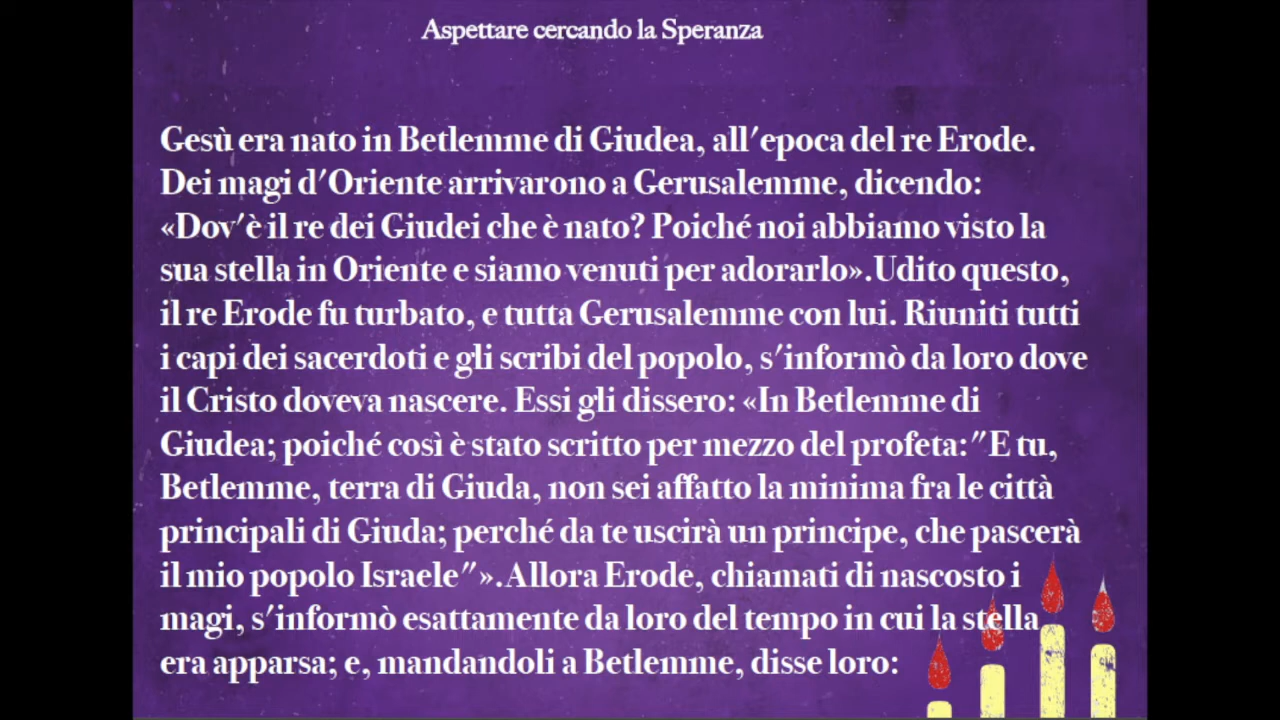 Aspettare cercando la Speranza
Gesù era nato in Betlemme di Giudea, all'epoca del re Erode.
Dei magi d'Oriente arrivarono a Gerusalemme, dicendo:
«Dov'è il re dei Giudei che è nato? Poiché noi abbiamo visto la
sua stella in Oriente e siamo venuti per adorarlo».Udito questo,
il re Erode fu turbato, e tutta Gerusalemme con lui. Riuniti tutti
i capi dei sacerdoti e gli scribi del popolo, s'informò da loro dove
il Cristo doveva nascere. Essi gli dissero: «In Betlemme di
Giudea; poiché così è stato scritto per mezzo del profeta:"E tu,
Betlemme, terra di Giuda, non sei affatto la minima fra le città
principali di Giuda; perché da te uscirà un principe, che pascerà
il mio popolo Israele"».Allora Erode, chiamati di nascosto i
magi, s'informò esattamente da loro del tempo in cui la stella
era apparsa; e, mandandoli a Betlemme, disse loro: